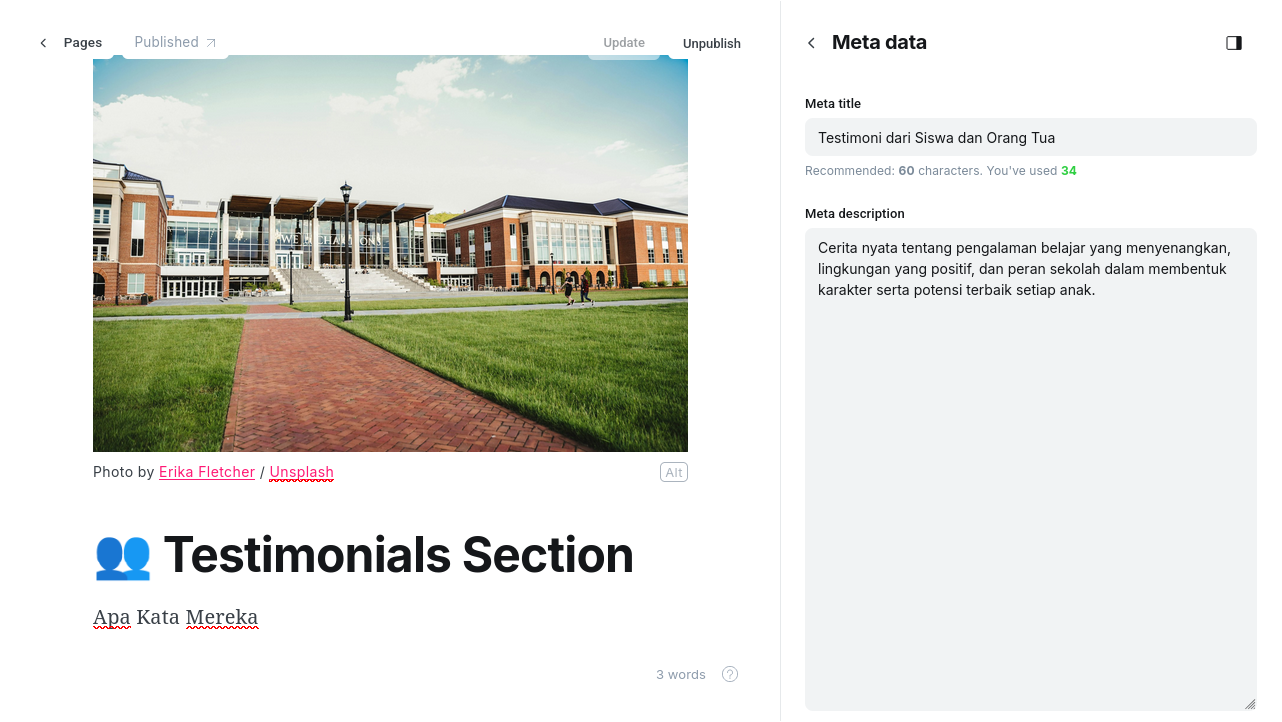 Pages
Published
Update
Unpublish
Photo by Erika Fletcher / Unsplash
Alt
👥 Testimonials Section
Apa Kata Mereka
3 words
Meta data
Meta title
Testimoni dari Siswa dan Orang Tua
Recommended: 60 characters. You've used 34
Meta description
Cerita nyata tentang pengalaman belajar yang menyenangkan,
lingkungan yang positif, dan peran sekolah dalam membentuk
karakter serta potensi terbaik setiap anak.